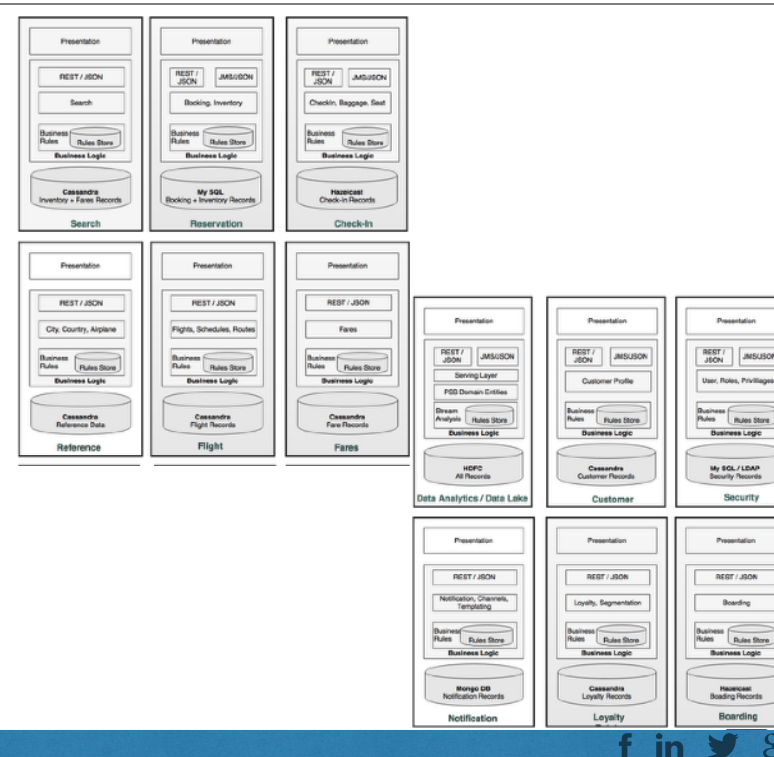 Presentation
REST / JSON
Search
Business Rules
Rules Store
Business Logic
Cassandra
Inventory + Fares Records
Search
Presentation
REST / JSON
JMS/JSON
Booking, Inventory
Business Rules
Rules Store
Business Logic
My SQL
Booking + Inventory Records
Reservation
Presentation
REST / JSON
JMS/JSON
CheckIn, Baggage, Seat
Business Rules
Rules Store
Business Logic
Hazelcast
Check-in Records
Check-In
Presentation
REST / JSON
City, Country, Airplane
Business Rules
Rules Store
Business Logic
Cassandra
Reference Data
Reference
Presentation
REST / JSON
Flights, Schedules, Routes
Business Rules
Rules Store
Business Logic
Cassandra
Flight Records
Flight
Presentation
REST / JSON
Fares
Business Rules
Rules Store
Business Logic
Cassandra
Fare Records
Fares
Presentation
REST / JSON
JMS/JSON
Serving Layer
PSS Domain Entities
Stream Analysis
Rules Store
Business Logic
HDFC
All Records
Data Analytics / Data Lake
Presentation
REST / JSON
JMS/JSON
Customer Profile
Business Rules
Rules Store
Business Logic
Cassandra
Customer Records
Customer
Presentation
REST / JSON
JMS/JSON
User, Roles, Privilliages
Business Rules
Rules Store
Business Logic
My SQL / LDAP
Security Records
Security
Presentation
REST / JSON
Notification, Channels,
Templating
Business Rules
Rules Store
Business Logic
Mongo DB
Notification Records
Notification
Presentation
REST / JSON
Loyalty, Segmentation
Business Rules
Rules Store
Business Logic
Cassandra
Loyalty Records
Loyalty
Presentation
REST / JSON
Boarding
Business Rules
Rules Store
Business Logic
Hazelcast
Boading Records
Boarding
f in